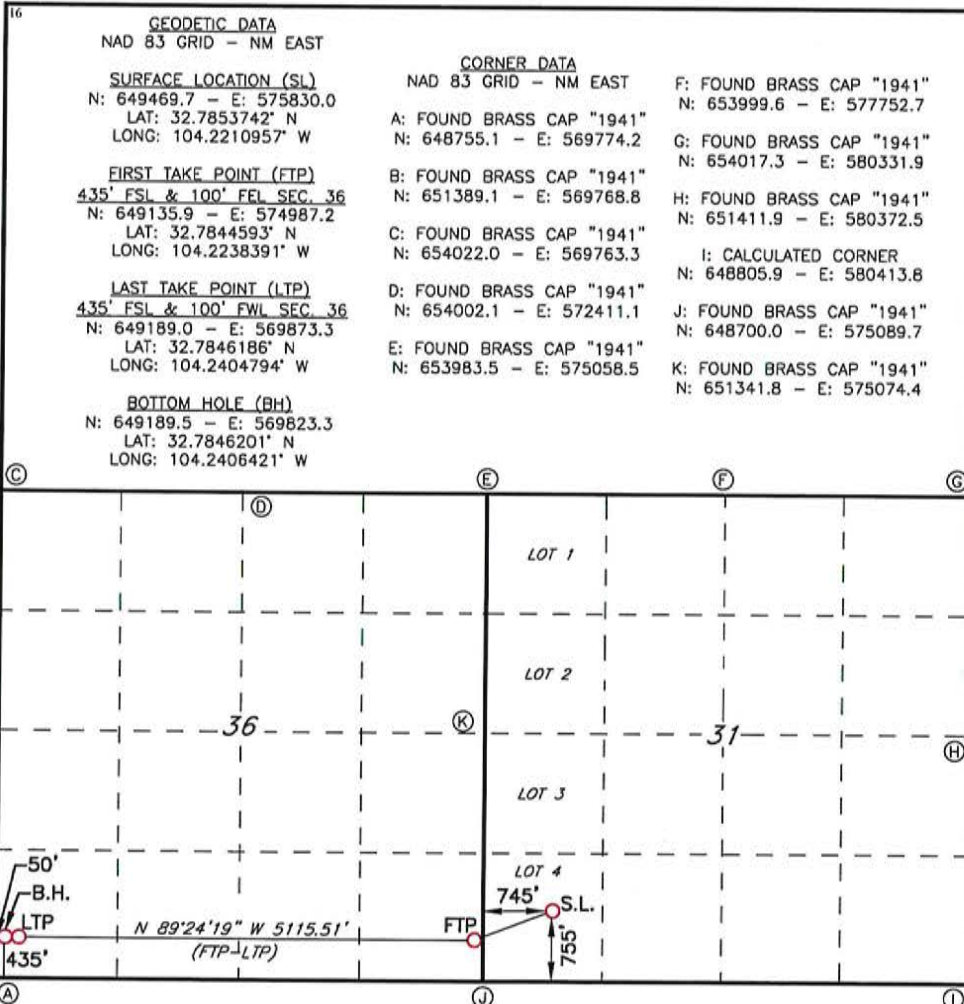 16
GEODETIC DATA
NAD 83 GRID – NM EAST
SURFACE LOCATION (SL)
N: 649469.7 – E: 575830.0
LAT: 32.7853742° N
LONG: 104.2210957° W
FIRST TAKE POINT (FTP)
435' FSL & 100' FEL SEC. 36
N: 649135.9 – E: 574987.2
LAT: 32.7844593° N
LONG: 104.2238391° W
LAST TAKE POINT (LTP)
435' FSL & 100' FWL SEC. 36
N: 649189.0 – E: 569873.3
LAT: 32.7846186° N
LONG: 104.2404794° W
BOTTOM HOLE (BH)
N: 649189.5 – E: 569823.3
LAT: 32.7846201° N
LONG: 104.2406421° W
CORNER DATA
NAD 83 GRID – NM EAST
A: FOUND BRASS CAP "1941"
N: 648755.1 – E: 569774.2
B: FOUND BRASS CAP "1941"
N: 651389.1 – E: 569768.8
C: FOUND BRASS CAP "1941"
N: 654022.0 – E: 569763.3
D: FOUND BRASS CAP "1941"
N: 654002.1 – E: 572411.1
E: FOUND BRASS CAP "1941"
N: 653983.5 – E: 575058.5
F: FOUND BRASS CAP "1941"
N: 653999.6 – E: 577752.7
G: FOUND BRASS CAP "1941"
N: 654017.3 – E: 580331.9
H: FOUND BRASS CAP "1941"
N: 651411.9 – E: 580372.5
I: CALCULATED CORNER
N: 648805.9 – E: 580413.8
J: FOUND BRASS CAP "1941"
N: 648700.0 – E: 575089.7
K: FOUND BRASS CAP "1941"
N: 651341.8 – E: 575074.4
C
E
F
G
D
LOT 1
LOT 2
36
K
31
H
LOT 3
LOT 4
50'
B.H.
LTP
N 89°24'19" W 5115.51'
(FTP-LTP)
FTP
745'
S.L.
755'
435'
A
J
I